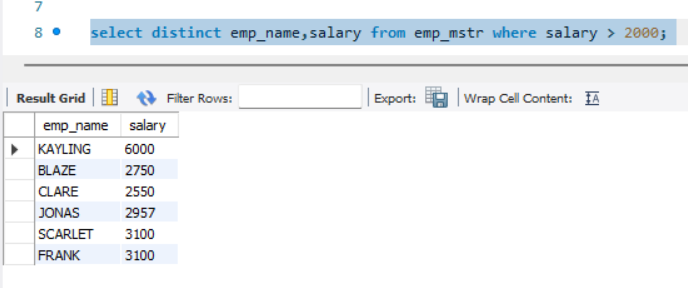 7
8 select distinct emp_name,salary from emp_mstr where salary > 2000;
Result Grid Filter Rows: Export: Wrap Cell Content: IA
emp_name salary
KAYLING 6000
BLAZE 2750
CLARE 2550
JONAS 2957
SCARLET 3100
FRANK 3100